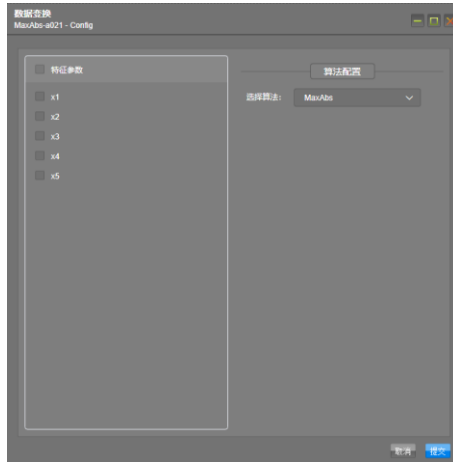 数据变换
MaxAbs-a021 - Config
特征参数
x1
x2
x3
x4
x5
算法配置
选择算法: MaxAbs
取消 提交